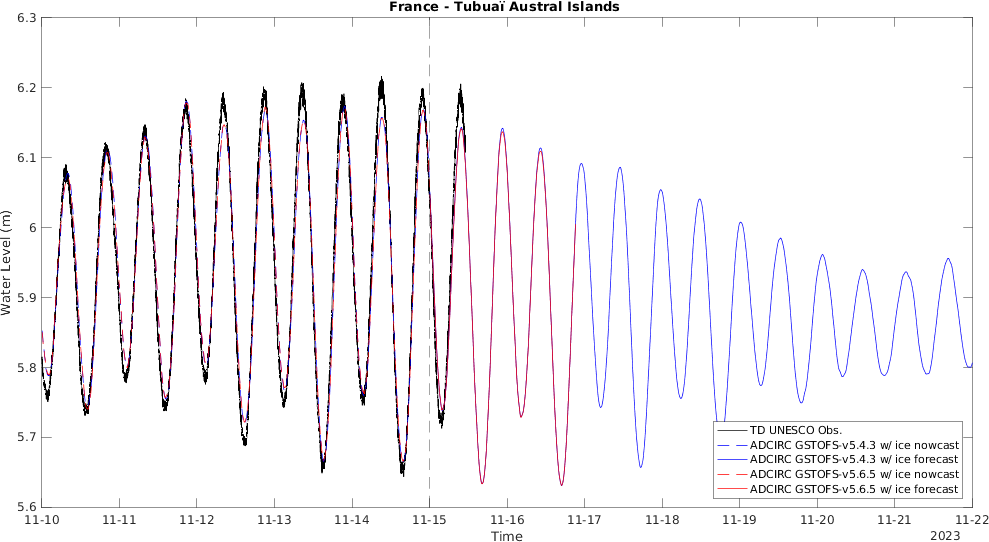 France - Tubuaï Austral Islands
6.3
6.2
6.1
6
5.9
5.8
5.7
5.6
Water Level (m)
TD UNESCO Obs.
ADCIRC GSTOFS-v5.4.3 w/ ice nowcast
ADCIRC GSTOFS-v5.4.3 w/ ice forecast
ADCIRC GSTOFS-v5.6.5 w/ ice nowcast
ADCIRC GSTOFS-v5.6.5 w/ ice forecast
11-10 11-11 11-12 11-13 11-14 11-15 11-16 11-17 11-18 11-19 11-20 11-21 11-22
Time
2023